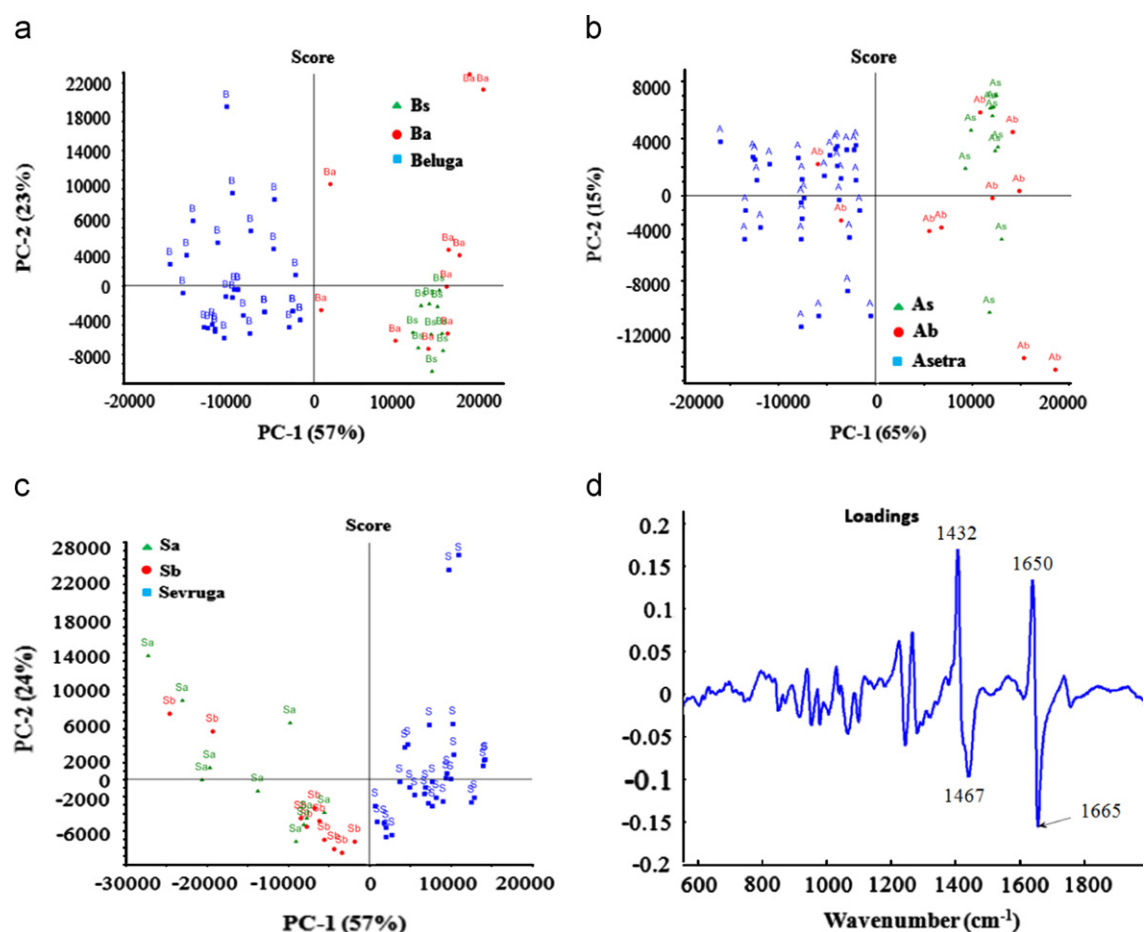 a
Score
Bs
Ba
Beluga
22000
18000
14000
10000
6000
4000
0
-4000
-8000
-20000 -10000 0 10000 20000
PC-2 (23%)
PC-1 (57%)
b
Score
As
Ab
Asetra
8000
4000
0
-4000
-8000
-12000
-20000 -10000 0 10000 20000
PC-2 (15%)
PC-1 (65%)
c
Score
Sa
Sb
Sevruga
28000
22000
18000
14000
10000
6000
2000
-2000
-6000
-30000 -20000 -10000 0 10000 20000
PC-2 (24%)
PC-1 (57%)
d
Loadings
0.2
0.15
0.1
0.05
0
-0.05
-0.1
-0.15
-0.2
1432
1650
1467
1665
600 800 1000 1200 1400 1600 1800
Wavenumber (cm⁻¹)